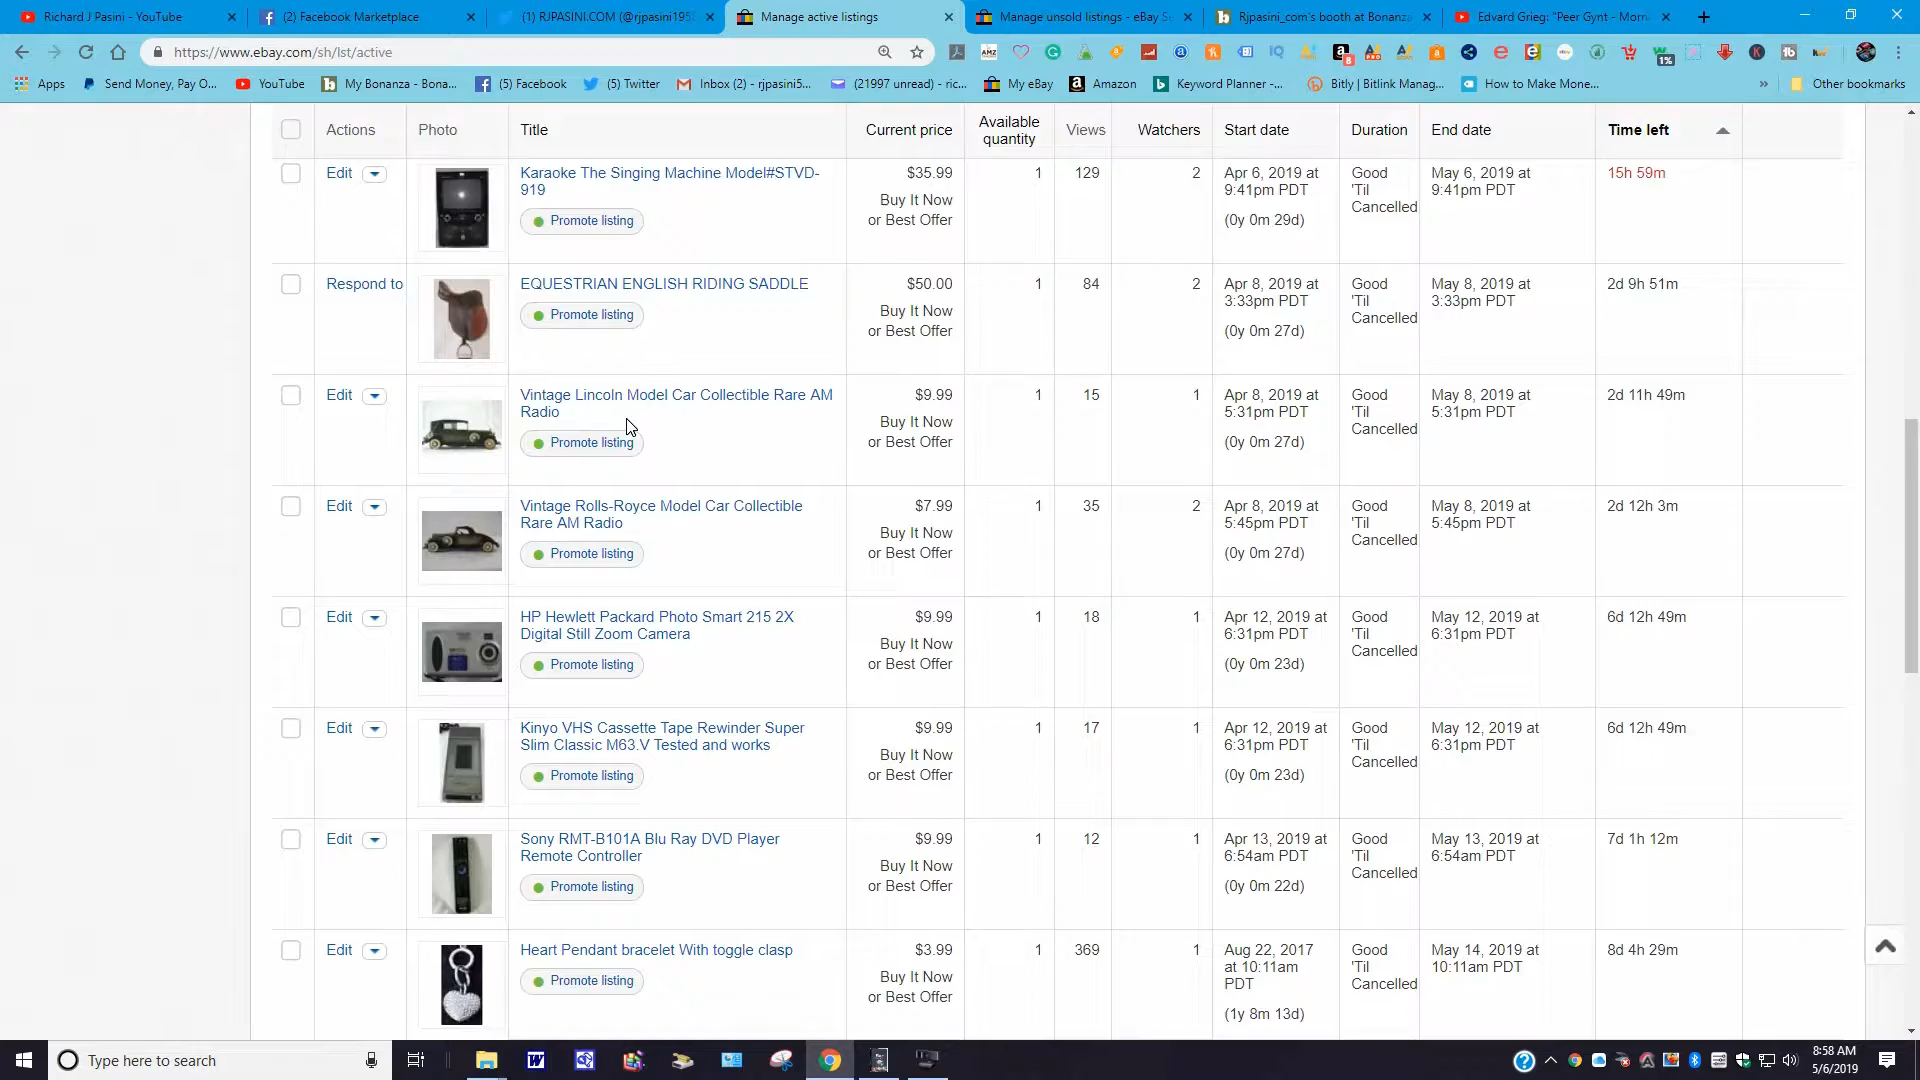 Richard J Pasini - YouTube
(2) Facebook Marketplace
(1) RJPASINI.COM (@rjpasini195
Manage active listings
Manage unsold listings - eBay Se
Rjpasini_com's booth at Bonanza
Edvard Grieg: "Peer Gynt - Morni
https://www.ebay.com/sh/lst/active
Apps
Send Money, Pay O...
YouTube
My Bonanza - Bona...
(5) Facebook
(5) Twitter
Inbox (2) - rjpasini5...
(21997 unread) - ric...
My eBay
Amazon
Keyword Planner -...
Bitly | Bitlink Manag...
How to Make Mone...
Other bookmarks
Actions Photo Title Current price Available quantity Views Watchers Start date Duration End date Time left
Edit
Karaoke The Singing Machine Model#STVD-
919
Promote listing
$35.99
Buy It Now
or Best Offer
1
129
2
Apr 6, 2019 at
9:41pm PDT
(0y 0m 29d)
Good
'Til
Cancelled
May 6, 2019 at
9:41pm PDT
15h 59m
Respond to
EQUESTRIAN ENGLISH RIDING SADDLE
Promote listing
$50.00
Buy It Now
or Best Offer
1
84
2
Apr 8, 2019 at
3:33pm PDT
(0y 0m 27d)
Good
'Til
Cancelled
May 8, 2019 at
3:33pm PDT
2d 9h 51m
Edit
Vintage Lincoln Model Car Collectible Rare AM
Radio
Promote listing
$9.99
Buy It Now
or Best Offer
1
15
1
Apr 8, 2019 at
5:31pm PDT
(0y 0m 27d)
Good
'Til
Cancelled
May 8, 2019 at
5:31pm PDT
2d 11h 49m
Edit
Vintage Rolls-Royce Model Car Collectible
Rare AM Radio
Promote listing
$7.99
Buy It Now
or Best Offer
1
35
2
Apr 8, 2019 at
5:45pm PDT
(0y 0m 27d)
Good
'Til
Cancelled
May 8, 2019 at
5:45pm PDT
2d 12h 3m
Edit
HP Hewlett Packard Photo Smart 215 2X
Digital Still Zoom Camera
Promote listing
$9.99
Buy It Now
or Best Offer
1
18
1
Apr 12, 2019 at
6:31pm PDT
(0y 0m 23d)
Good
'Til
Cancelled
May 12, 2019 at
6:31pm PDT
6d 12h 49m
Edit
Kinyo VHS Cassette Tape Rewinder Super
Slim Classic M63.V Tested and works
Promote listing
$9.99
Buy It Now
or Best Offer
1
17
1
Apr 12, 2019 at
6:31pm PDT
(0y 0m 23d)
Good
'Til
Cancelled
May 12, 2019 at
6:31pm PDT
6d 12h 49m
Edit
Sony RMT-B101A Blu Ray DVD Player
Remote Controller
Promote listing
$9.99
Buy It Now
or Best Offer
1
12
1
Apr 13, 2019 at
6:54am PDT
(0y 0m 22d)
Good
'Til
Cancelled
May 13, 2019 at
6:54am PDT
7d 1h 12m
Edit
Heart Pendant bracelet With toggle clasp
Promote listing
$3.99
Buy It Now
or Best Offer
1
369
1
Aug 22, 2017
at 10:11am
PDT
(1y 8m 13d)
Good
'Til
Cancelled
May 14, 2019 at
10:11am PDT
8d 4h 29m
Type here to search
8:58 AM
5/6/2019